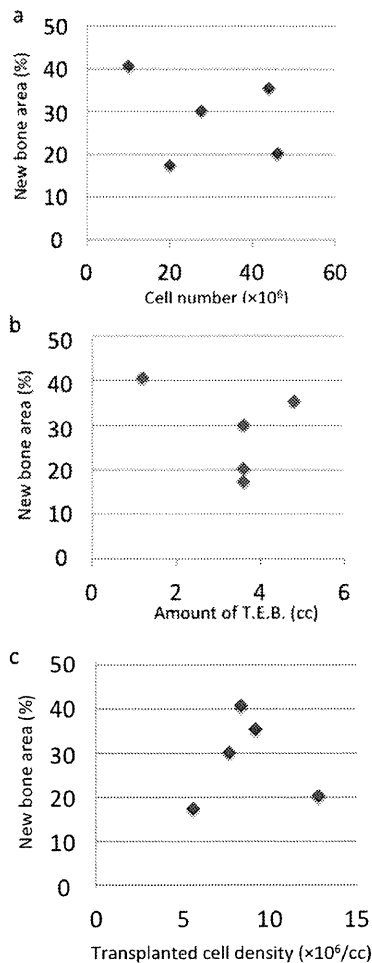 a
New bone area (%)
50
40
30
20
10
0
0 20 40 60
Cell number (×10⁶)
b
New bone area (%)
50
40
30
20
10
0
0 2 4 6
Amount of T.E.B. (cc)
c
New bone area (%)
50
40
30
20
10
0
0 5 10 15
Transplanted cell density (×10⁶/cc)